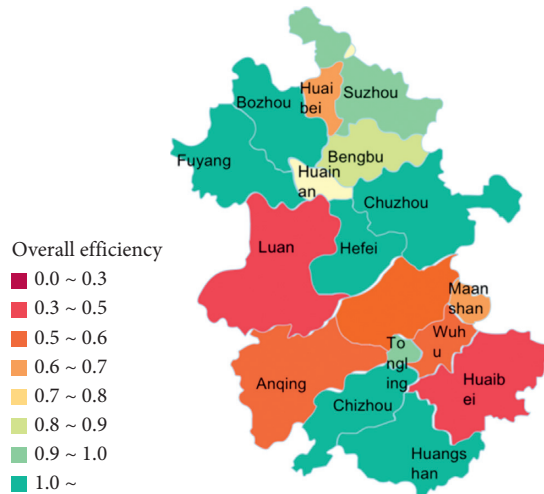 Huai
bei
Suzhou
Bozhou
Fuyang
Bengbu
Huain
an
Chuzhou
Luan
Hefei
Overall efficiency
0.0 ~ 0.3
0.3 ~ 0.5
0.5 ~ 0.6
0.6 ~ 0.7
0.7 ~ 0.8
0.8 ~ 0.9
0.9 ~ 1.0
1.0 ~
Maan
shan
Wuh
u
To
ngl
ing
Anqing
Huaib
ei
Chizhou
Huangs
han